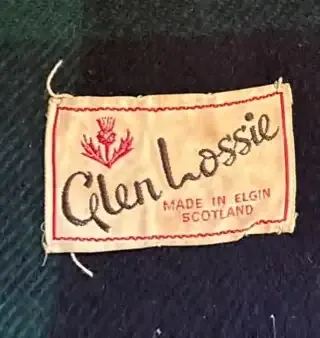 Glen Lossie
MADE IN ELGIN
SCOTLAND